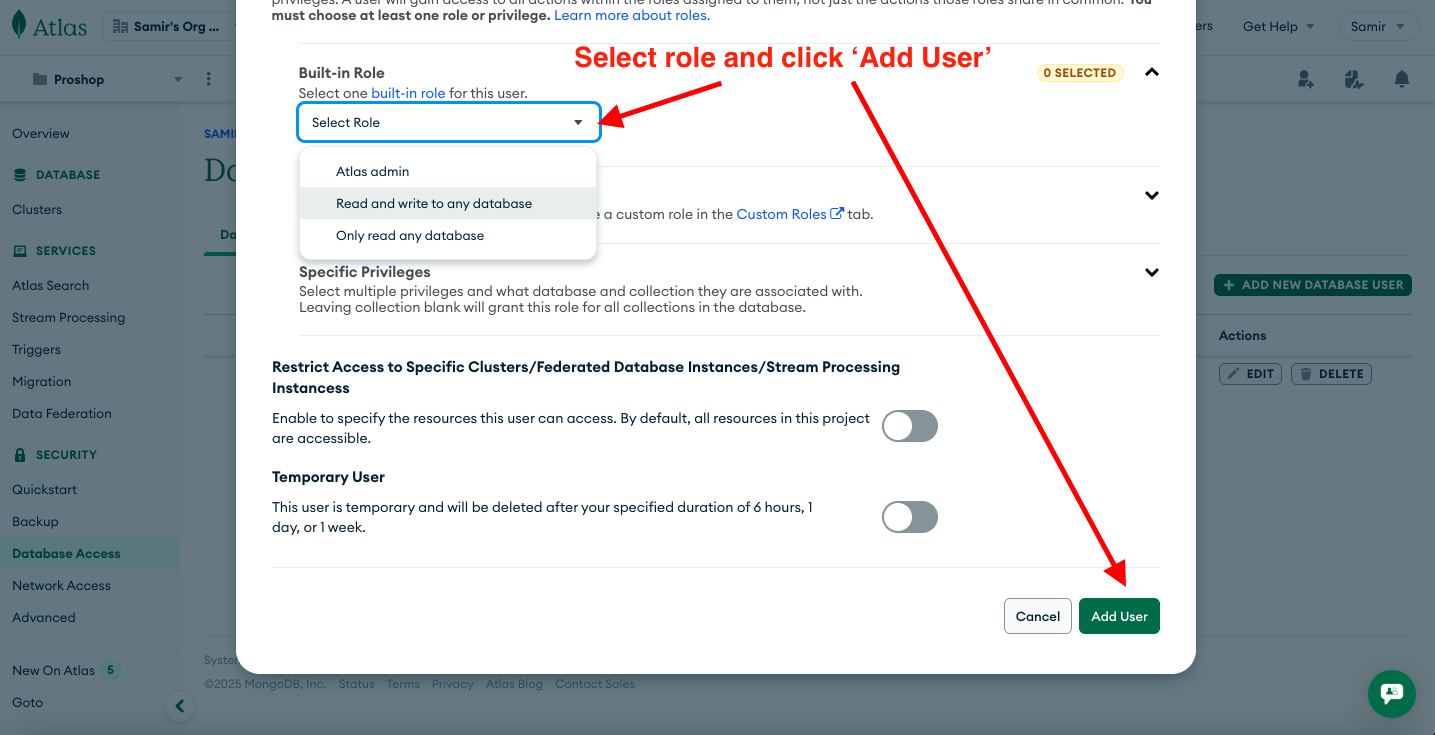 privileges. A user will gain access to all actions within the roles assigned to them, not just the actions those roles share in common. You
must choose at least one role or privilege. Learn more about roles.
Atlas
Samir's Org ...
Get Help
Samir
Select role and click ‘Add User’
Proshop
Built-in Role
0 SELECTED
Select one built-in role for this user.
Select Role
Atlas admin
Read and write to any database
Only read any database
a custom role in the Custom Roles tab.
Specific Privileges
Select multiple privileges and what database and collection they are associated with.
Leaving collection blank will grant this role for all collections in the database.
Restrict Access to Specific Clusters/Federated Database Instances/Stream Processing
Instancess
Enable to specify the resources this user can access. By default, all resources in this project
are accessible.
Temporary User
This user is temporary and will be deleted after your specified duration of 6 hours, 1
day, or 1 week.
Cancel
Add User
Overview
DATABASE
Clusters
SERVICES
Atlas Search
Stream Processing
Triggers
Migration
Data Federation
SECURITY
Quickstart
Backup
Database Access
Network Access
Advanced
New On Atlas 5
Goto
ADD NEW DATABASE USER
Actions
EDIT
DELETE
©2025 MongoDB, Inc. Status Terms Privacy Atlas Blog Contact Sales